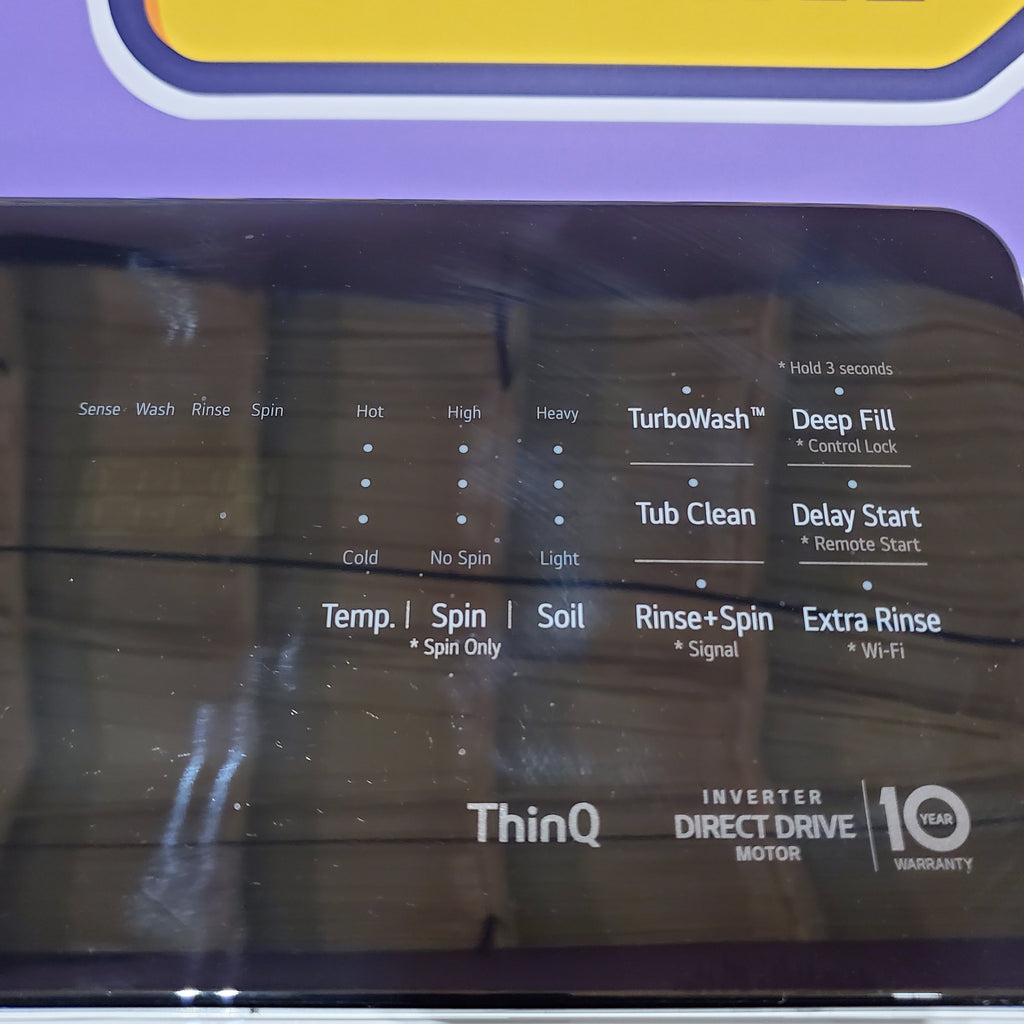 * Hold 3 seconds
Sense Wash Rinse Spin Hot High Heavy TurboWash™ Deep Fill
* Control Lock
Tub Clean Delay Start
* Remote Start
Cold No Spin Light
Temp. | Spin | Soil Rinse+Spin Extra Rinse
* Spin Only * Signal * Wi-Fi
ThinQ
INVERTER
DIRECT DRIVE
MOTOR
10 YEAR
WARRANTY